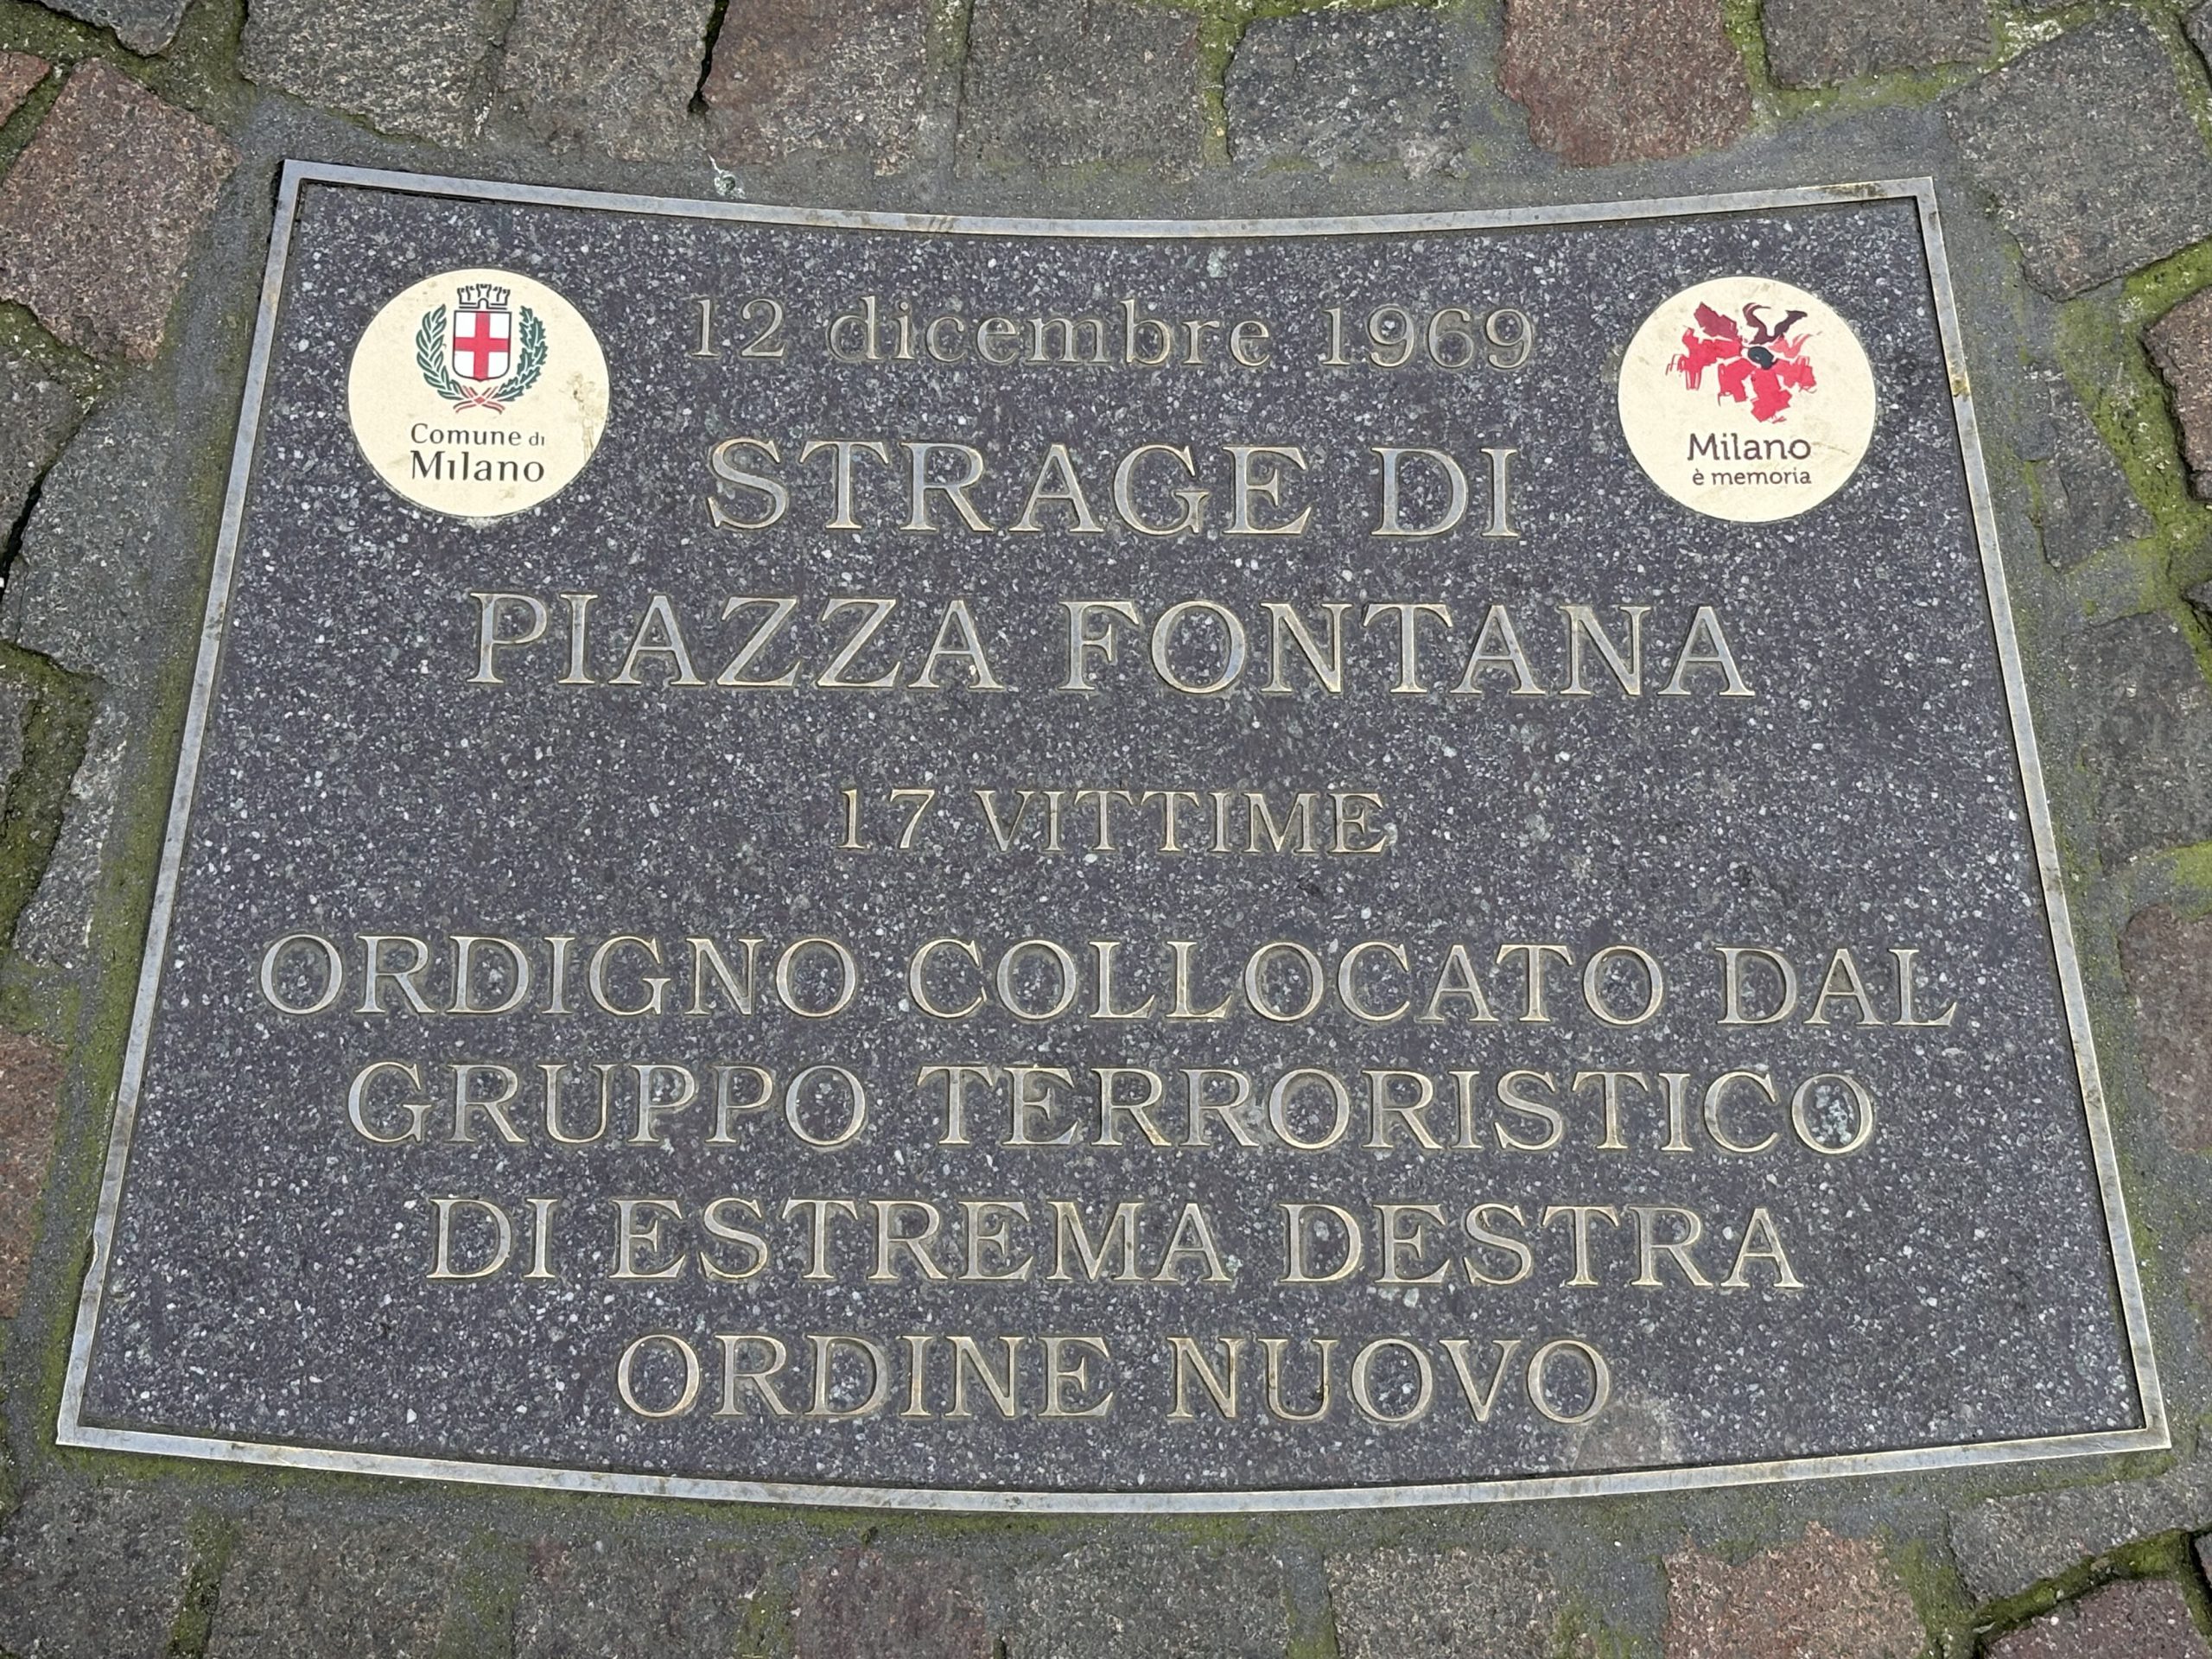 12 dicembre 1969
Comune di
Milano
Milano
è memoria
STRAGE DI
PIAZZA FONTANA
17 VITTIME
ORDIGNO COLLOCATO DAL
GRUPPO TERRORISTICO
DI ESTREMA DESTRA
ORDINE NUOVO